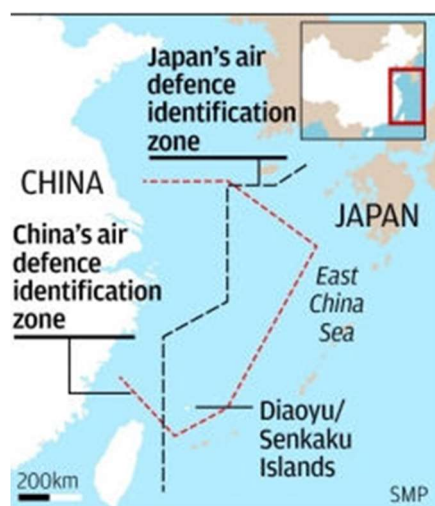 Japan's air
defence
identification
zone
CHINA
JAPAN
China's air
defence
identification
zone
East
China
Sea
Diaoyu/
Senkaku
Islands
200km
SMP